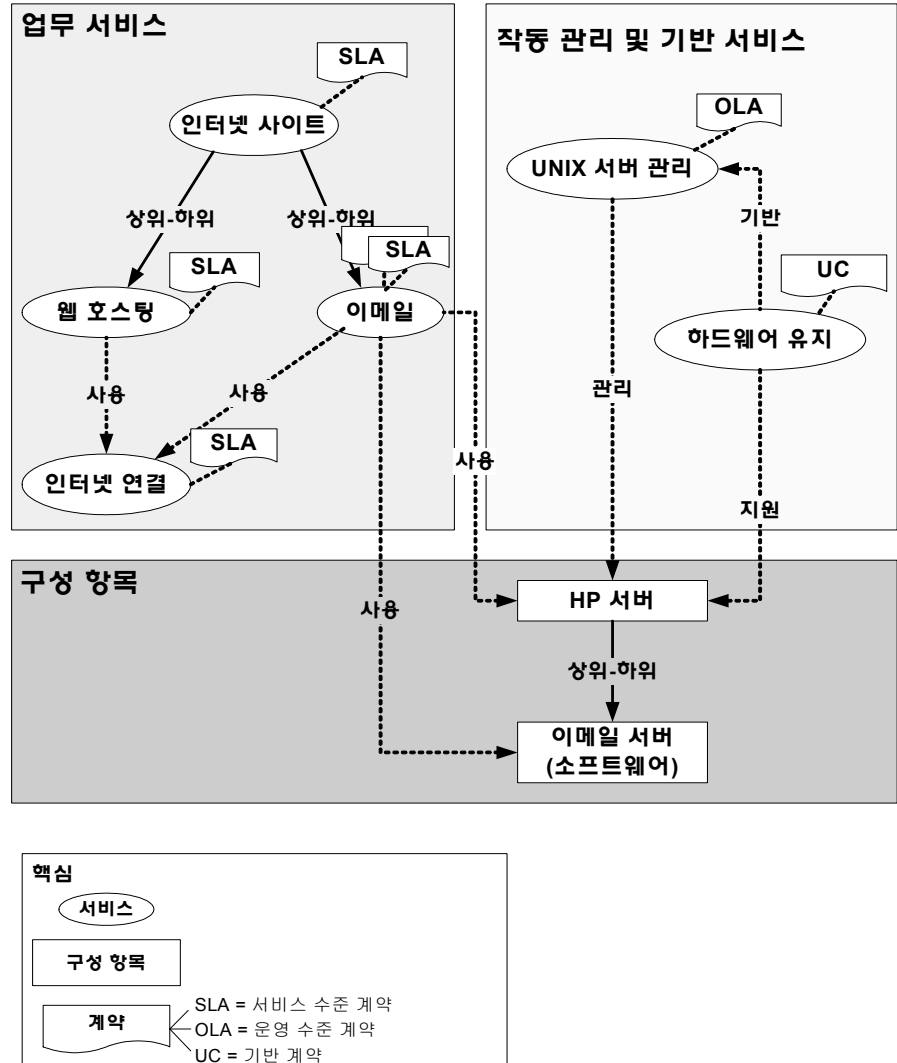 업무 서비스
SLA
인터넷 사이트
상위-하위
상위-하위
SLA
SLA
웹 호스팅
이메일
사용
사용
SLA
인터넷 연결
사용
작동 관리 및 기반 서비스
OLA
UNIX 서버 관리
기반
UC
하드웨어 유지
관리
지원
구성 항목
HP 서버
사용
상위-하위
이메일 서버
(소프트웨어)
핵심
서비스
구성 항목
계약
SLA = 서비스 수준 계약
OLA = 운영 수준 계약
UC = 기반 계약